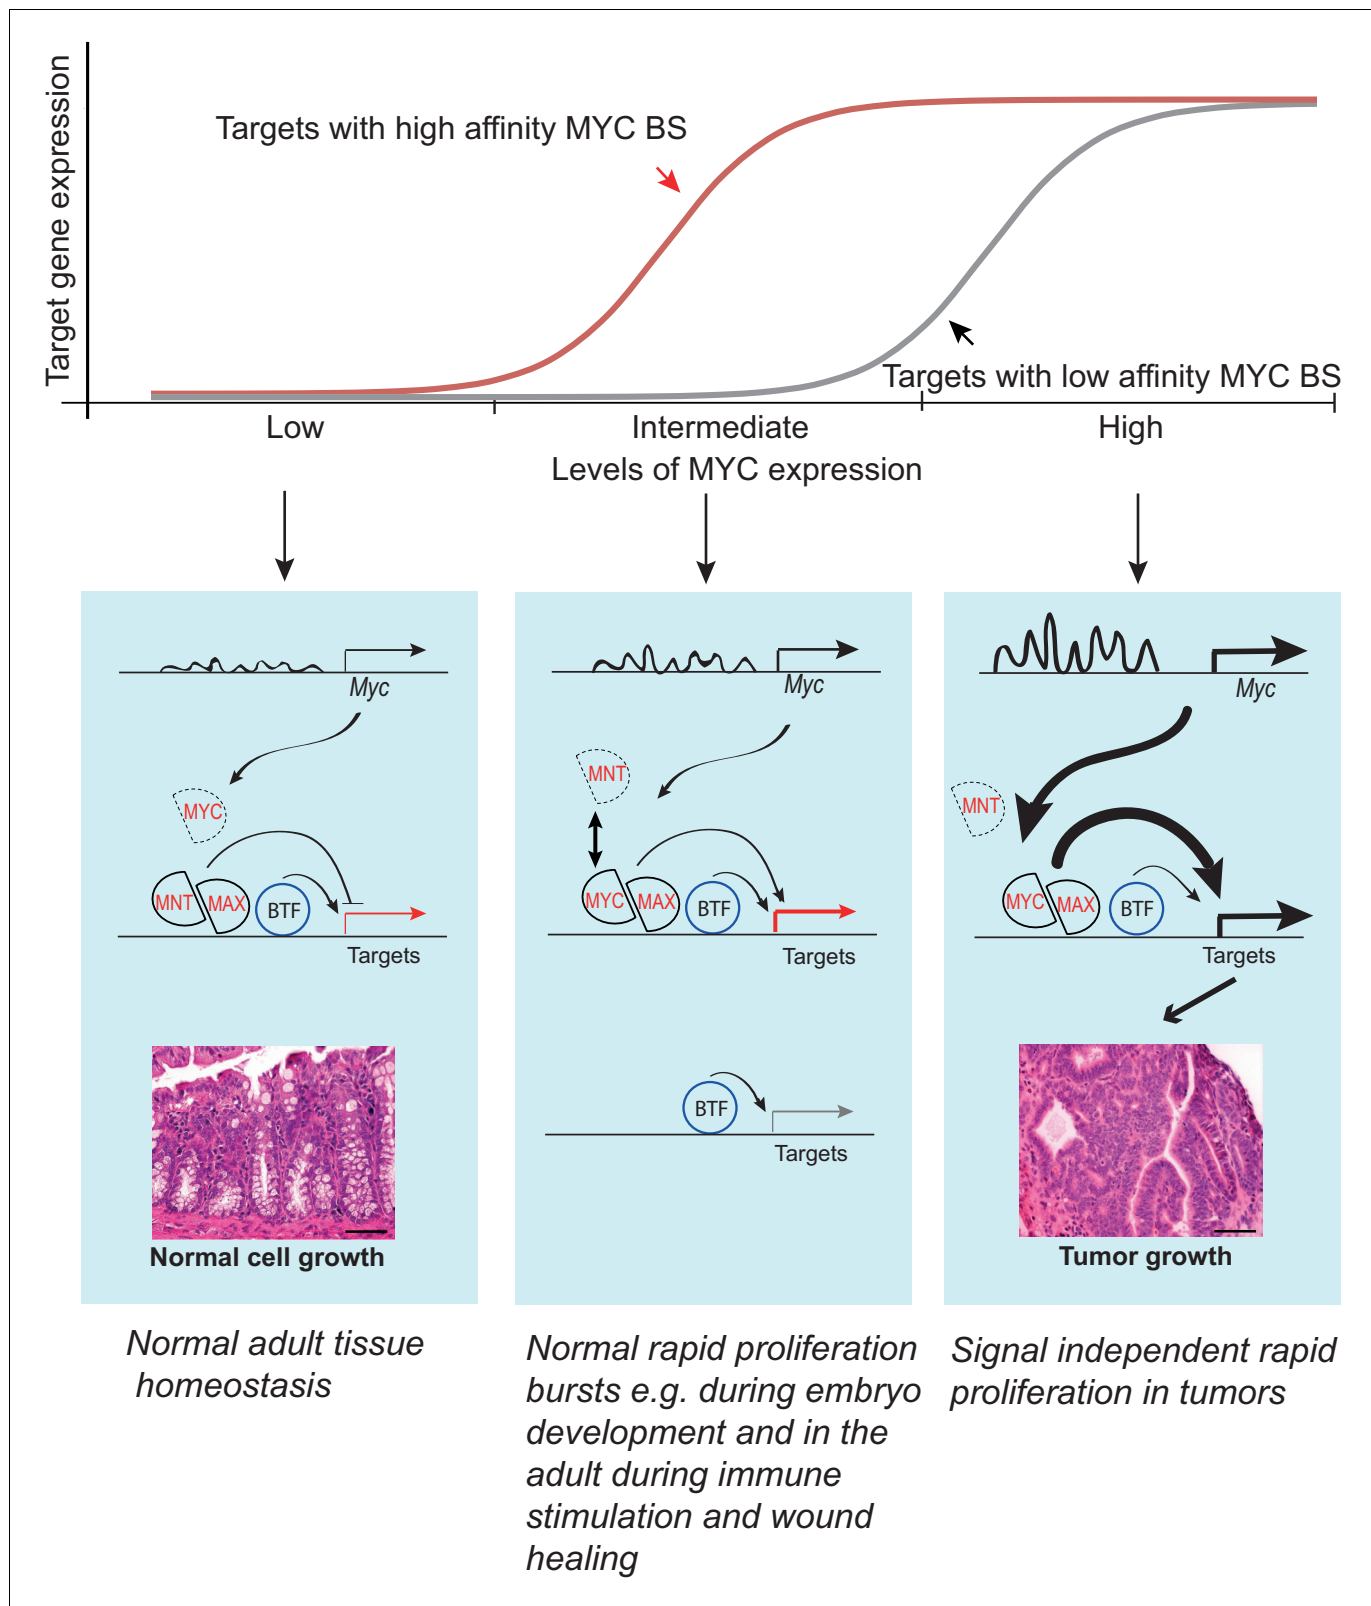 Target gene expression
Targets with high affinity MYC BS
Targets with low affinity MYC BS
Low
Intermediate
High
Levels of MYC expression
Myc
MYC
MNT
MAX
BTF
Targets
Normal cell growth
Myc
MNT
MYC
MAX
BTF
Targets
BTF
Targets
Myc
MNT
MYC
MAX
BTF
Targets
Tumor growth
Normal adult tissue
homeostasis
Normal rapid proliferation
bursts e.g. during embryo
development and in the
adult during immune
stimulation and wound
healing
Signal independent rapid
proliferation in tumors